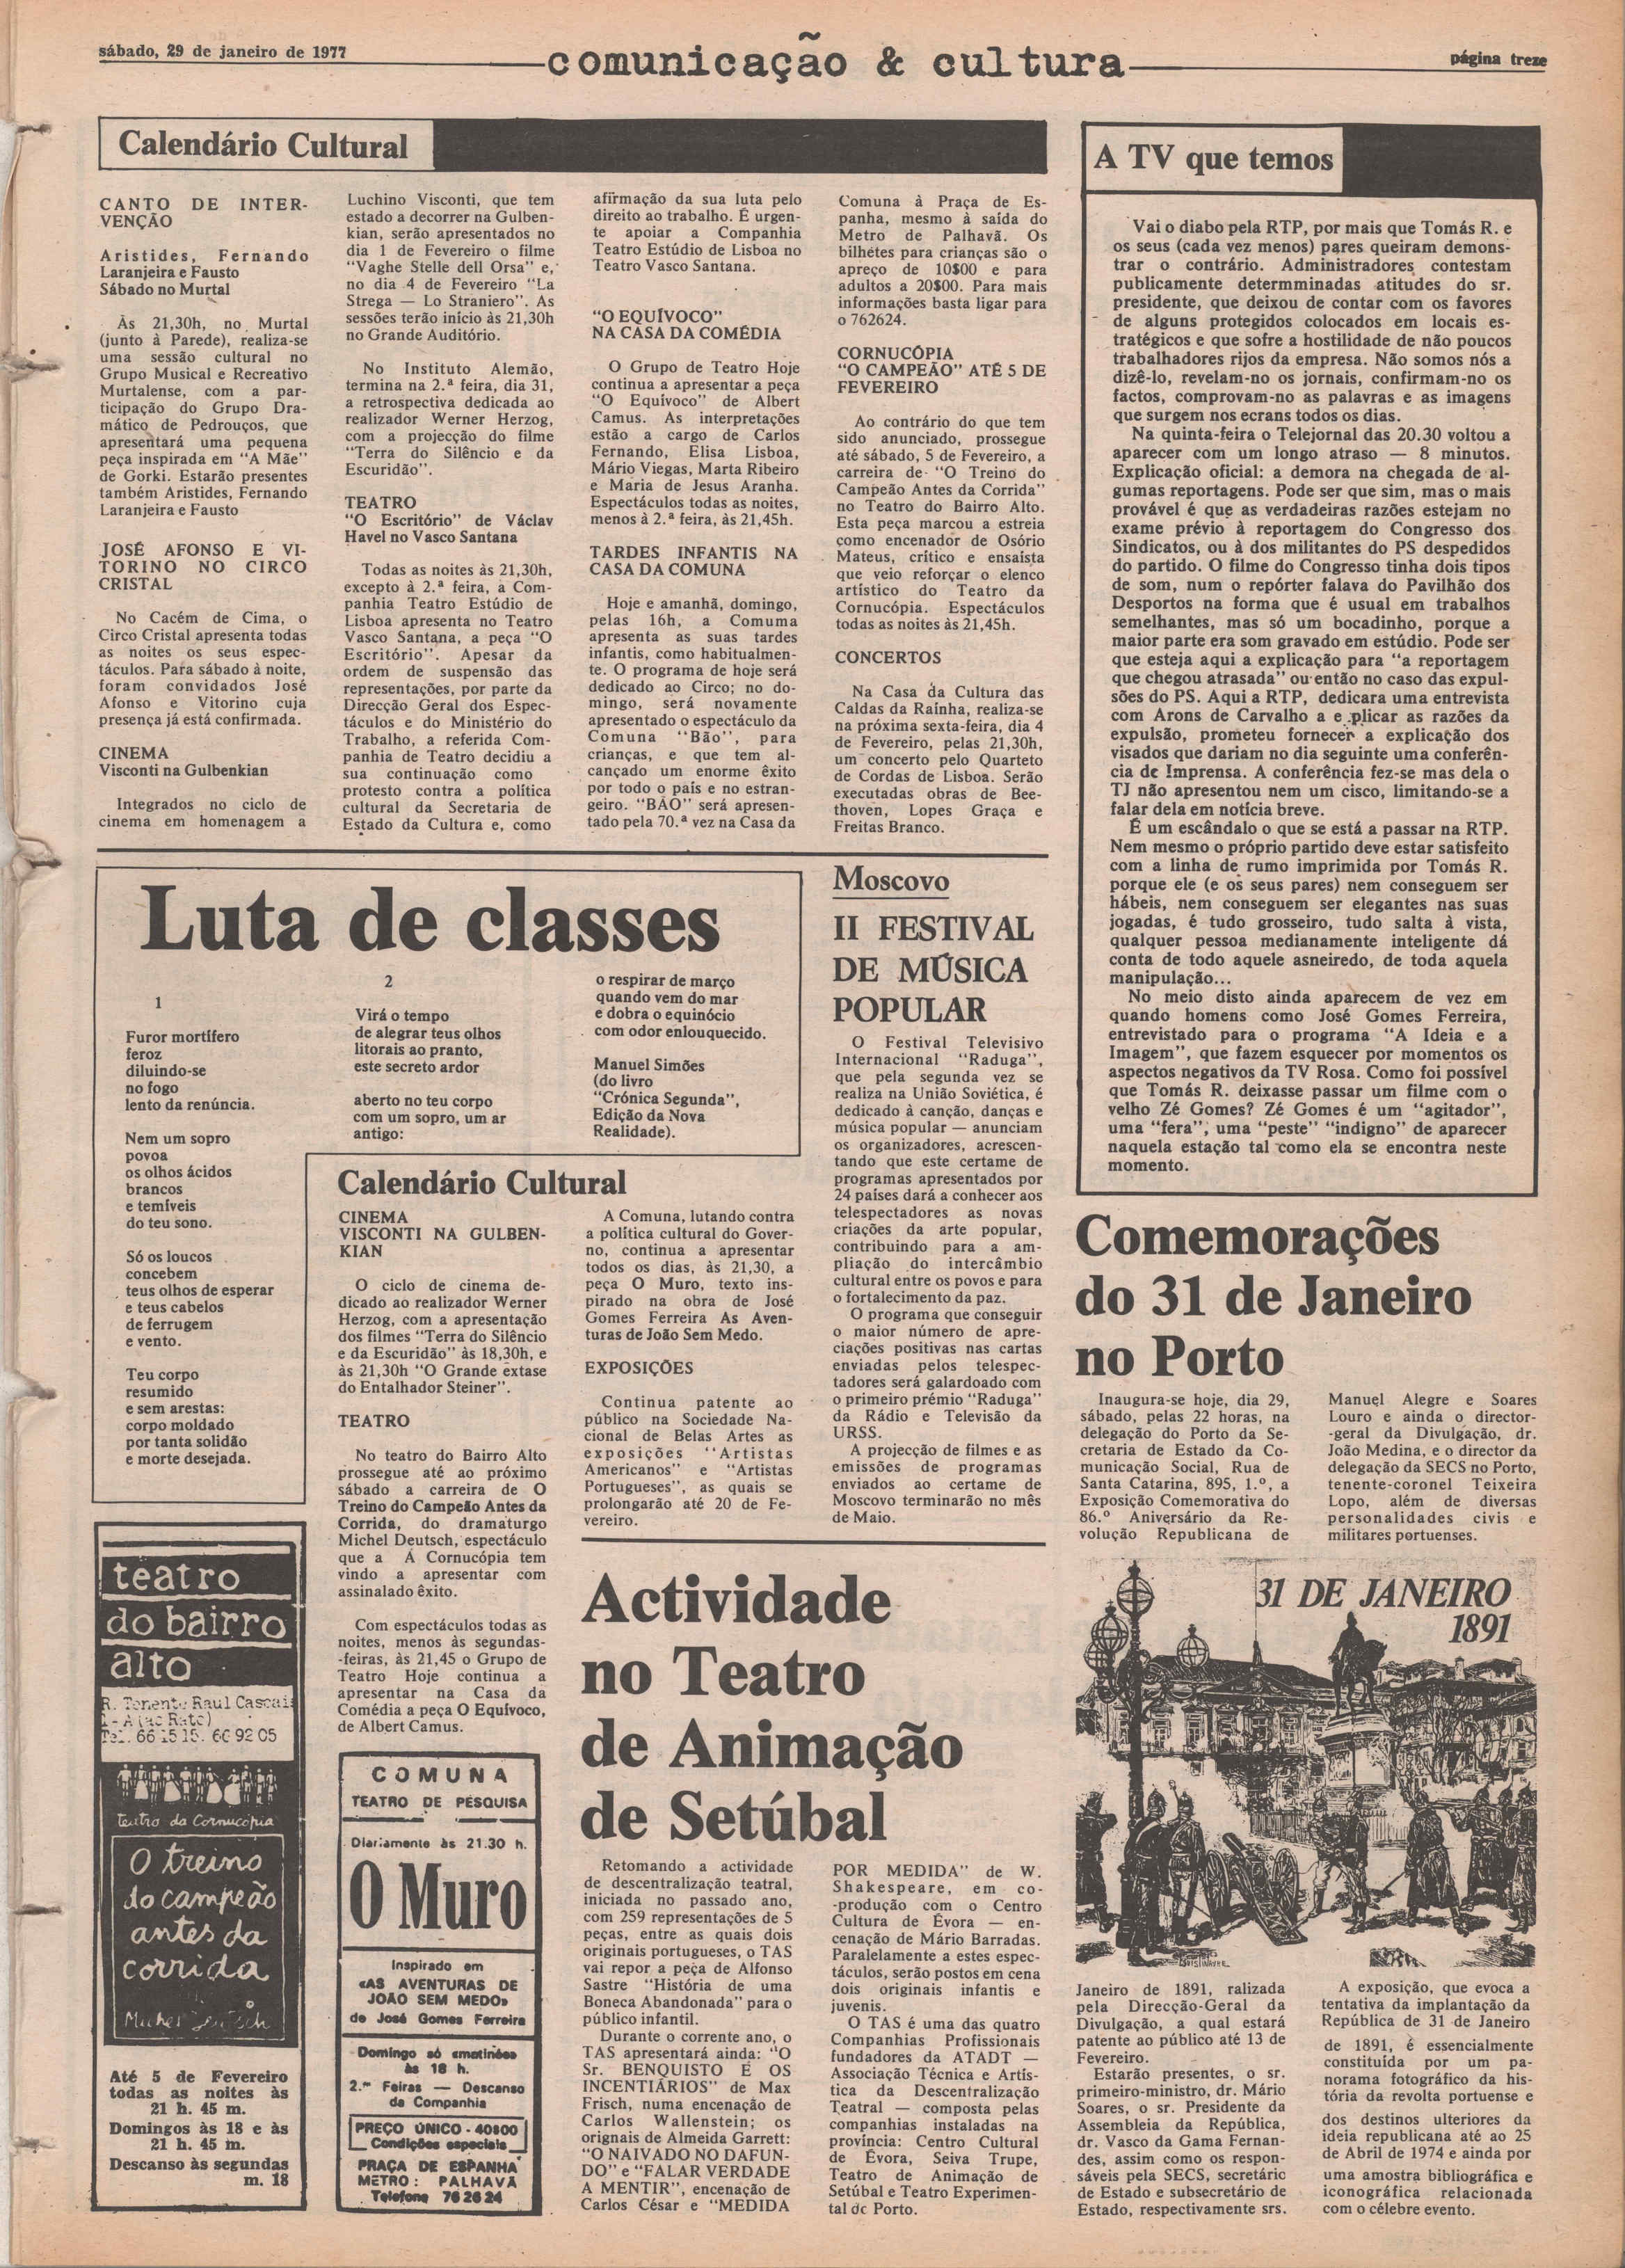 sábado, 29 de janeiro de 1977
comunicação & cultura
página treze
Calendário Cultural
CANTO DE INTER-
VENÇÃO
Aristides, Fernando
Laranjeira e Fausto
Sábado no Murtal
Às 21,30h, no Murtal
(junto à Parede), realiza-se
uma sessão cultural no
Grupo Musical e Recreativo
Murtalense, com a par-
ticipação do Grupo Dra-
mático de Pedrouços, que
apresentará uma pequena
peça inspirada em "A Mãe"
de Gorki. Estarão presentes
também Aristides, Fernando
Laranjeira e Fausto
JOSÉ AFONSO E VI-
TORINO NO CIRCO
CRISTAL
No Cacém de Cima, o
Circo Cristal apresenta todas
as noites os seus espec-
táculos. Para sábado à noite,
foram convidados José
Afonso e Vitorino cuja
presença já está confirmada.
CINEMA
Visconti na Gulbenkian
Integrados no ciclo de
cinema em homenagem a
Luchino Visconti, que tem
estado a decorrer na Gulben-
kian, serão apresentados no
dia 1 de Fevereiro o filme
"Vaghe Stelle dell Orsa" e,
no dia 4 de Fevereiro "La
Strega — Lo Straniero". As
sessões terão início às 21,30h
no Grande Auditório.
No Instituto Alemão,
termina na 2.ª feira, dia 31,
a retrospectiva dedicada ao
realizador Werner Herzog,
com a projecção do filme
"Terra do Silêncio e da
Escuridão".
TEATRO
"O Escritório" de Václav
Havel no Vasco Santana
Todas as noites às 21,30h,
excepto à 2.ª feira, a Com-
panhia Teatro Estúdio de
Lisboa apresenta no Teatro
Vasco Santana, a peça "O
Escritório". Apesar da
ordem de suspensão das
representações, por parte da
Direcção Geral dos Espec-
táculos e do Ministério do
Trabalho, a referida Com-
panhia de Teatro decidiu a
sua continuação como
protesto contra a política
cultural da Secretaria de
Estado da Cultura e, como
afirmação da sua luta pelo
direito ao trabalho. É urgen-
te apoiar a Companhia
Teatro Estúdio de Lisboa no
Teatro Vasco Santana.
"O EQUÍVOCO"
NA CASA DA COMÉDIA
O Grupo de Teatro Hoje
continua a apresentar a peça
"O Equívoco" de Albert
Camus. As interpretações
estão a cargo de Carlos
Fernando, Elisa Lisboa,
Mário Viegas, Marta Ribeiro
e Maria de Jesus Aranha.
Espectáculos todas as noites,
menos à 2.ª feira, às 21,45h.
TARDES INFANTIS NA
CASA DA COMUNA
Hoje e amanhã, domingo,
pelas 16h, a Comuma
apresenta as suas tardes
infantis, como habitualmen-
te. O programa de hoje será
dedicado ao Circo; no do-
mingo, será novamente
apresentado o espectáculo da
Comuna "Bão", para
crianças, e que tem al-
cançado um enorme êxito
por todo o país e no estran-
geiro. "BÃO" será apresen-
tado pela 70.ª vez na Casa da
Comuna à Praça de Es-
panha, mesmo à saída do
Metro de Palhavã. Os
bilhetes para crianças são o
apreço de 10$00 e para
adultos a 20$00. Para mais
informações basta ligar para
o 762624.
CORNUCÓPIA
"O CAMPEÃO" ATÉ 5 DE
FEVEREIRO
Ao contrário do que tem
sido anunciado, prossegue
até sábado, 5 de Fevereiro, a
carreira de "O Treino do
Campeão Antes da Corrida"
no Teatro do Bairro Alto.
Esta peça marcou a estreia
como encenador de Osório
Mateus, crítico e ensaísta
que veio reforçar o elenco
artístico do Teatro da
Cornucópia. Espectáculos
todas as noites às 21,45h.
CONCERTOS
Na Casa da Cultura das
Caldas da Raínha, realiza-se
na próxima sexta-feira, dia 4
de Fevereiro, pelas 21,30h,
um concerto pelo Quarteto
de Cordas de Lisboa. Serão
executadas obras de Bee-
thoven, Lopes Graça e
Freitas Branco.
A TV que temos
Vai o diabo pela RTP, por mais que Tomás R. e
os seus (cada vez menos) pares queiram demons-
trar o contrário. Administradores contestam
publicamente determminadas atitudes do sr.
presidente, que deixou de contar com os favores
de alguns protegidos colocados em locais es-
tratégicos e que sofre a hostilidade de não poucos
trabalhadores rijos da empresa. Não somos nós a
dizê-lo, revelam-no os jornais, confirmam-no os
factos, comprovam-no as palavras e as imagens
que surgem nos ecrans todos os dias.
Na quinta-feira o Telejornal das 20.30 voltou a
aparecer com um longo atraso — 8 minutos.
Explicação oficial: a demora na chegada de al-
gumas reportagens. Pode ser que sim, mas o mais
provável é que as verdadeiras razões estejam no
exame prévio à reportagem do Congresso dos
Sindicatos, ou à dos militantes do PS despedidos
do partido. O filme do Congresso tinha dois tipos
de som, num o repórter falava do Pavilhão dos
Desportos na forma que é usual em trabalhos
semelhantes, mas só um bocadinho, porque a
maior parte era som gravado em estúdio. Pode ser
que esteja aqui a explicação para "a reportagem
que chegou atrasada" ou então no caso das expul-
sões do PS. Aqui a RTP, dedicara uma entrevista
com Arons de Carvalho a e plicar as razões da
expulsão, prometeu fornecer a explicação dos
visados que dariam no dia seguinte uma conferên-
cia de Imprensa. A conferência fez-se mas dela o
TJ não apresentou nem um cisco, limitando-se a
falar dela em notícia breve.
É um escândalo o que se está a passar na RTP.
Nem mesmo o próprio partido deve estar satisfeito
com a linha de rumo imprimida por Tomás R.
porque ele (e os seus pares) nem conseguem ser
hábeis, nem conseguem ser elegantes nas suas
jogadas, é tudo grosseiro, tudo salta à vista,
qualquer pessoa medianamente inteligente dá
conta de todo aquele asneiredo, de toda aquela
manipulação...
No meio disto ainda aparecem de vez em
quando homens como José Gomes Ferreira,
entrevistado para o programa "A Ideia e a
Imagem", que fazem esquecer por momentos os
aspectos negativos da TV Rosa. Como foi possível
que Tomás R. deixasse passar um filme com o
velho Zé Gomes? Zé Gomes é um "agitador",
uma "fera", uma "peste" "indigno" de aparecer
naquela estação tal como ela se encontra neste
momento.
Luta de classes
1
Furor mortífero
feroz
diluindo-se
no fogo
lento da renúncia.
Nem um sopro
povoa
os olhos ácidos
brancos
e temíveis
do teu sono.
Só os loucos
concebem
teus olhos de esperar
e teus cabelos
de ferrugem
e vento.
Teu corpo
resumido
e sem arestas:
corpo moldado
por tanta solidão
e morte desejada.
2
Virá o tempo
de alegrar teus olhos
litorais ao pranto,
este secreto ardor
aberto no teu corpo
com um sopro, um ar
antigo:
o respirar de março
quando vem do mar
e dobra o equinócio
com odor enlouquecido.
Manuel Simões
(do livro
"Crónica Segunda",
Edição da Nova
Realidade).
Moscovo
II FESTIVAL
DE MÚSICA
POPULAR
O Festival Televisivo
Internacional "Raduga",
que pela segunda vez se
realiza na União Soviética, é
dedicado à canção, danças e
música popular — anunciam
os organizadores, acrescen-
tando que este certame de
programas apresentados por
24 países dará a conhecer aos
telespectadores as novas
criações da arte popular,
contribuindo para a am-
pliação do intercâmbio
cultural entre os povos e para
o fortalecimento da paz.
O programa que conseguir
o maior número de apre-
ciações positivas nas cartas
enviadas pelos telespec-
tadores será galardoado com
o primeiro prémio "Raduga"
da Rádio e Televisão da
URSS.
A projecção de filmes e as
emissões de programas
enviados ao certame de
Moscovo terminarão no mês
de Maio.
Calendário Cultural
CINEMA
VISCONTI NA GULBEN-
KIAN
O ciclo de cinema de-
dicado ao realizador Werner
Herzog, com a apresentação
dos filmes "Terra do Silêncio
e da Escuridão" às 18,30h, e
às 21,30h "O Grande êxtase
do Entalhador Steiner".
TEATRO
No teatro do Bairro Alto
prossegue até ao próximo
sábado a carreira de O
Treino do Campeão Antes da
Corrida, do dramaturgo
Michel Deutsch, espectáculo
que a A Cornucópia tem
vindo a apresentar com
assinalado êxito.
Com espectáculos todas as
noites, menos às segundas-
-feiras, às 21,45 o Grupo de
Teatro Hoje continua a
apresentar na Casa da
Comédia a peça O Equívoco,
de Albert Camus.
A Comuna, lutando contra
a política cultural do Gover-
no, continua a apresentar
todos os dias, às 21,30, a
peça O Muro, texto ins-
pirado na obra de José
Gomes Ferreira As Aven-
turas de João Sem Medo.
EXPOSIÇÕES
Continua patente ao
público na Sociedade Na-
cional de Belas Artes as
exposições "Artistas
Americanos" e "Artistas
Portugueses", as quais se
prolongarão até 20 de Fe-
vereiro.
Comemorações
do 31 de Janeiro
no Porto
Inaugura-se hoje, dia 29,
sábado, pelas 22 horas, na
delegação do Porto da Se-
cretaria de Estado da Co-
municação Social, Rua de
Santa Catarina, 895, 1.º, a
Exposição Comemorativa do
86.º Aniversário da Re-
volução Republicana de
31 DE JANEIRO
1891
Janeiro de 1891, ralizada
pela Direcção-Geral da
Divulgação, a qual estará
patente ao público até 13 de
Fevereiro.
Estarão presentes, o sr.
primeiro-ministro, dr. Mário
Soares, o sr. Presidente da
Assembleia da República,
dr. Vasco da Gama Fernan-
des, assim como os respon-
sáveis pela SECS, secretário
de Estado e subsecretário de
Estado, respectivamente srs.
Manuel Alegre e Soares
Louro e ainda o director-
-geral da Divulgação, dr.
João Medina, e o director da
delegação da SECS no Porto,
tenente-coronel Teixeira
Lopo, além de diversas
personalidades civis e
militares portuenses.
A exposição, que evoca a
tentativa da implantação da
República de 31 de Janeiro
de 1891, é essencialmente
constituída por um pa-
norama fotográfico da his-
tória da revolta portuense e
dos destinos ulteriores da
ideia republicana até ao 25
de Abril de 1974 e ainda por
uma amostra bibliográfica e
iconográfica relacionada
com o célebre evento.
Actividade
no Teatro
de Animação
de Setúbal
Retomando a actividade
de descentralização teatral,
iniciada no passado ano,
com 259 representações de 5
peças, entre as quais dois
originais portugueses, o TAS
vai repor a peça de Alfonso
Sastre "História de uma
Boneca Abandonada" para o
público infantil.
Durante o corrente ano, o
TAS apresentará ainda: "O
Sr. BENQUISTO E OS
INCENTIÁRIOS" de Max
Frisch, numa encenação de
Carlos Wallenstein; os
orignais de Almeida Garrett:
"O NAIVADO NO DAFUN-
DO" e "FALAR VERDADE
A MENTIR", encenação de
Carlos César e "MEDIDA
POR MEDIDA" de W.
Shakespeare, em co-
-produção com o Centro
Cultura de Évora — en-
cenação de Mário Barradas.
Paralelamente a estes espec-
táculos, serão postos em cena
dois originais infantis e
juvenis.
O TAS é uma das quatro
Companhias Profissionais
fundadores da ATADT —
Associação Técnica e Artís-
tica da Descentralização
Teatral — composta pelas
companhias instaladas na
província: Centro Cultural
de Évora, Seiva Trupe,
Teatro de Animação de
Setúbal e Teatro Experimen-
tal do Porto.
teatro
do bairro
alto
R. Tenente Raul Cascais
1-A (ao Rato)
Tel. 66 15 15. 66 92 05
teatro da Cornucópia
O treino
do campeão
antes da
corrida
Michel Deutsch
Até 5 de Fevereiro
todas as noites às
21 h. 45 m.
Domingos às 18 e às
21 h. 45 m.
Descanso às segundas
m. 18
COMUNA
TEATRO DE PESQUISA
Diariamente às 21.30 h.
O Muro
Inspirado em
«AS AVENTURAS DE
JOÃO SEM MEDO»
de José Gomes Ferreira
Domingo só «matinée»
às 18 h.
2.ªs Feiras — Descanso
da Companhia
PREÇO ÚNICO - 40$00
Condições especiais
PRAÇA DE ESPANHA
METRO: PALHAVÃ
Telefone 76 26 24